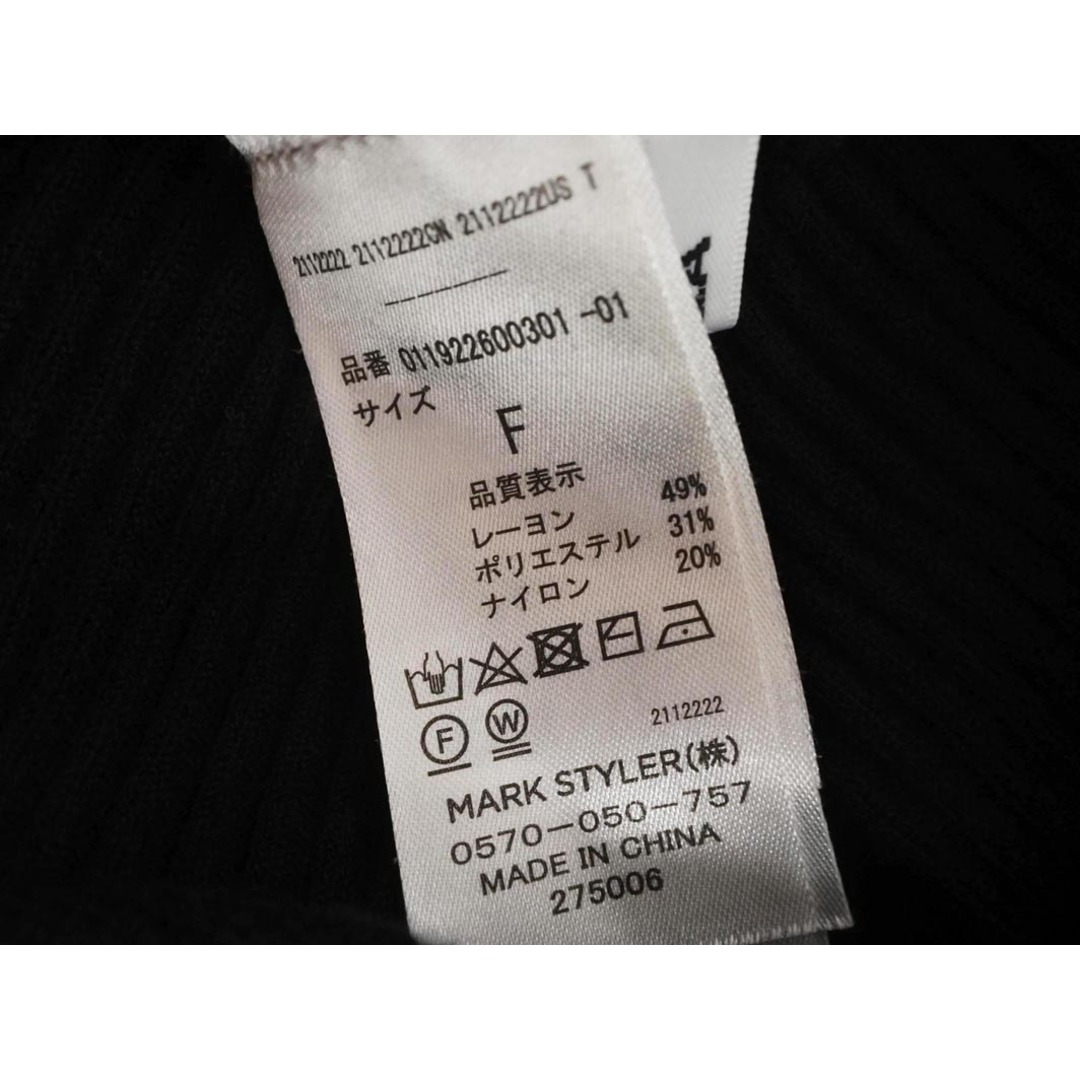 2112222 2112222CN 2112222US T
-------
品番 011922600301 -01
サイズ
F
品質表示
レーヨン 49%
ポリエステル 31%
ナイロン 20%
F W
2112222
MARK STYLER(株)
0570-050-757
MADE IN CHINA
275006